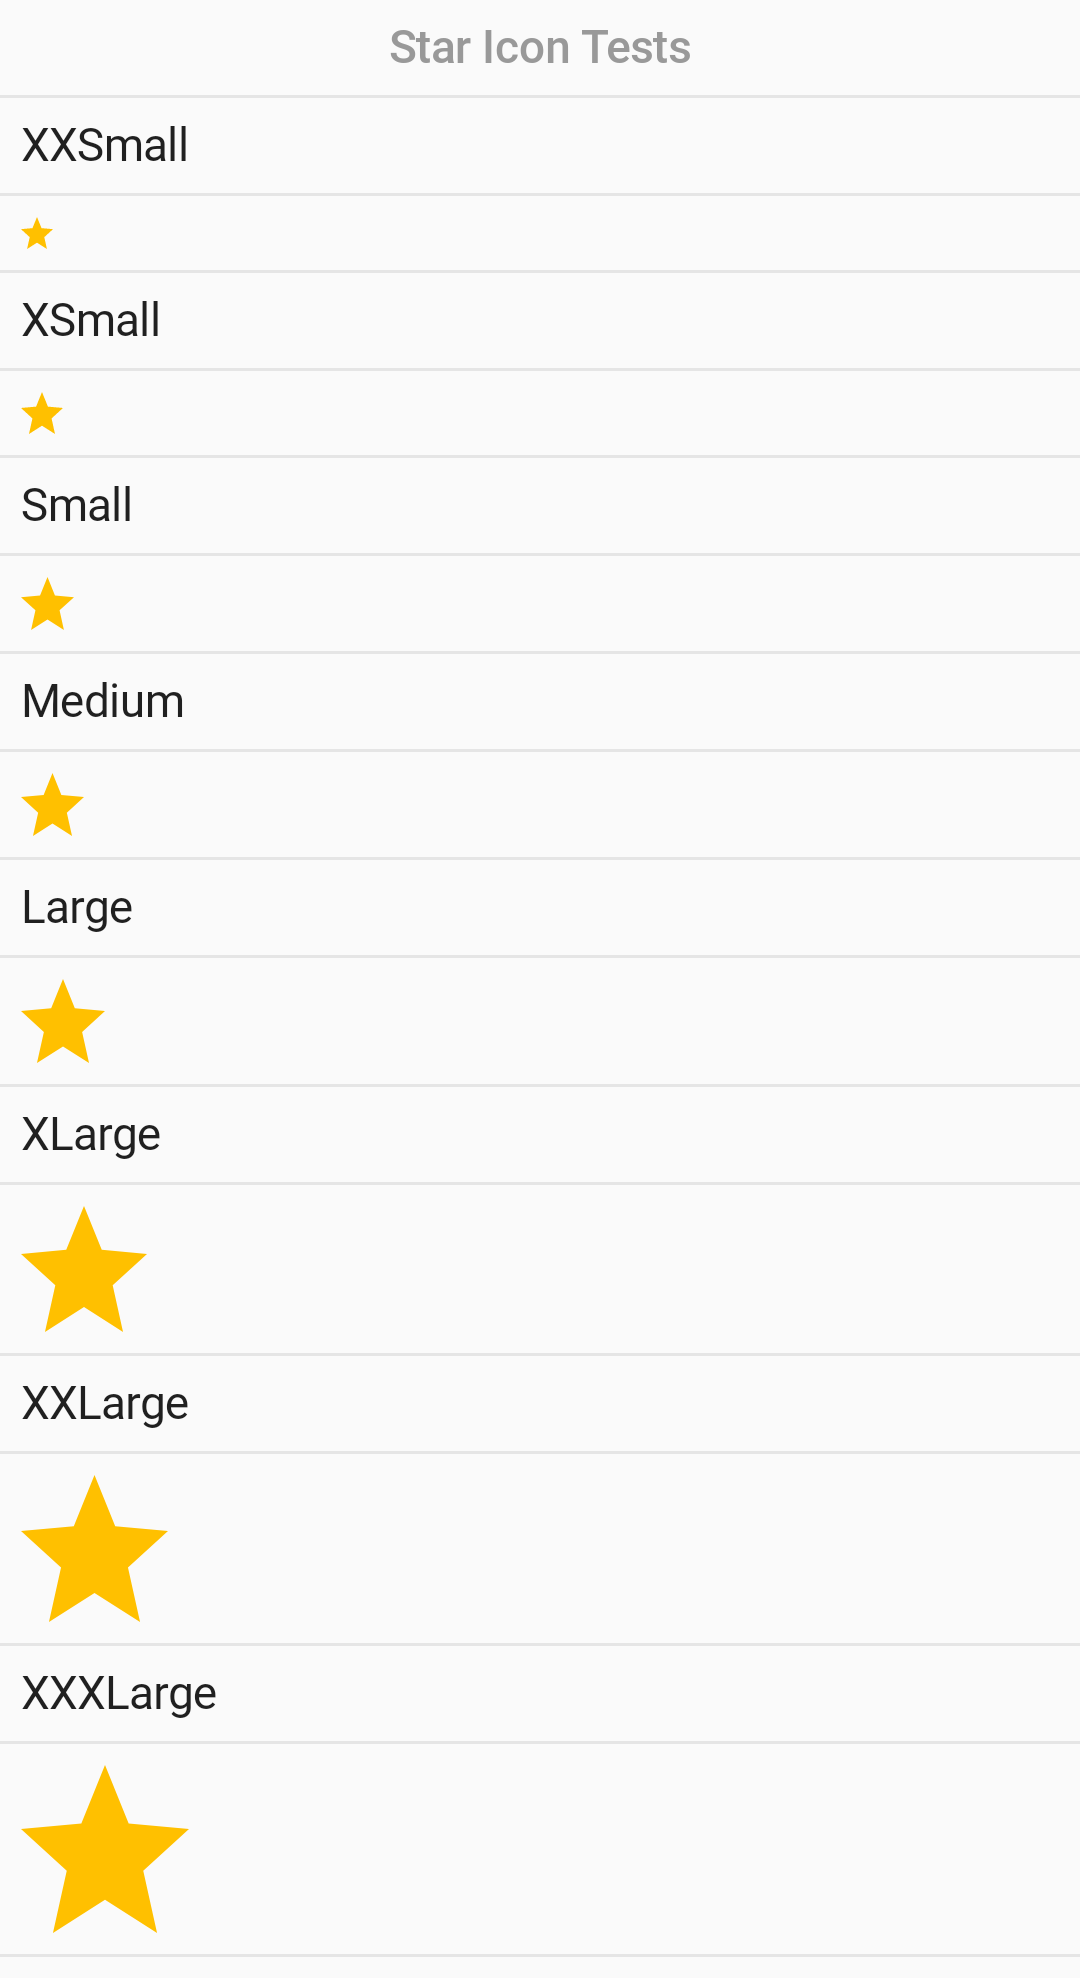 Star Icon Tests
XXSmall
XSmall
Small
Medium
Large
XLarge
XXLarge
XXXLarge